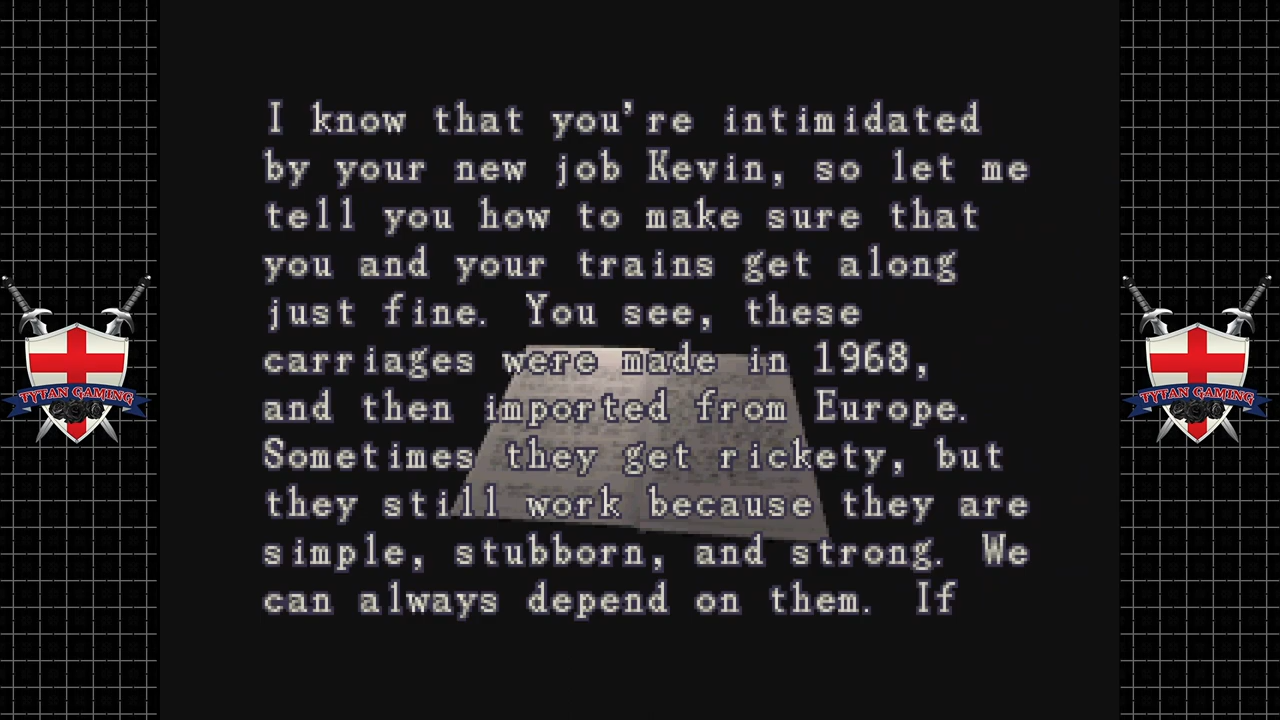 I know that you're intimidated
by your new job Kevin, so let me
tell you how to make sure that
you and your trains get along
just fine. You see, these
carriages were made in 1968,
and then imported from Europe.
Sometimes they get rickety, but
they still work because they are
simple, stubborn, and strong. We
can always depend on them. If
TYTAN GAMING
TYTAN GAMING